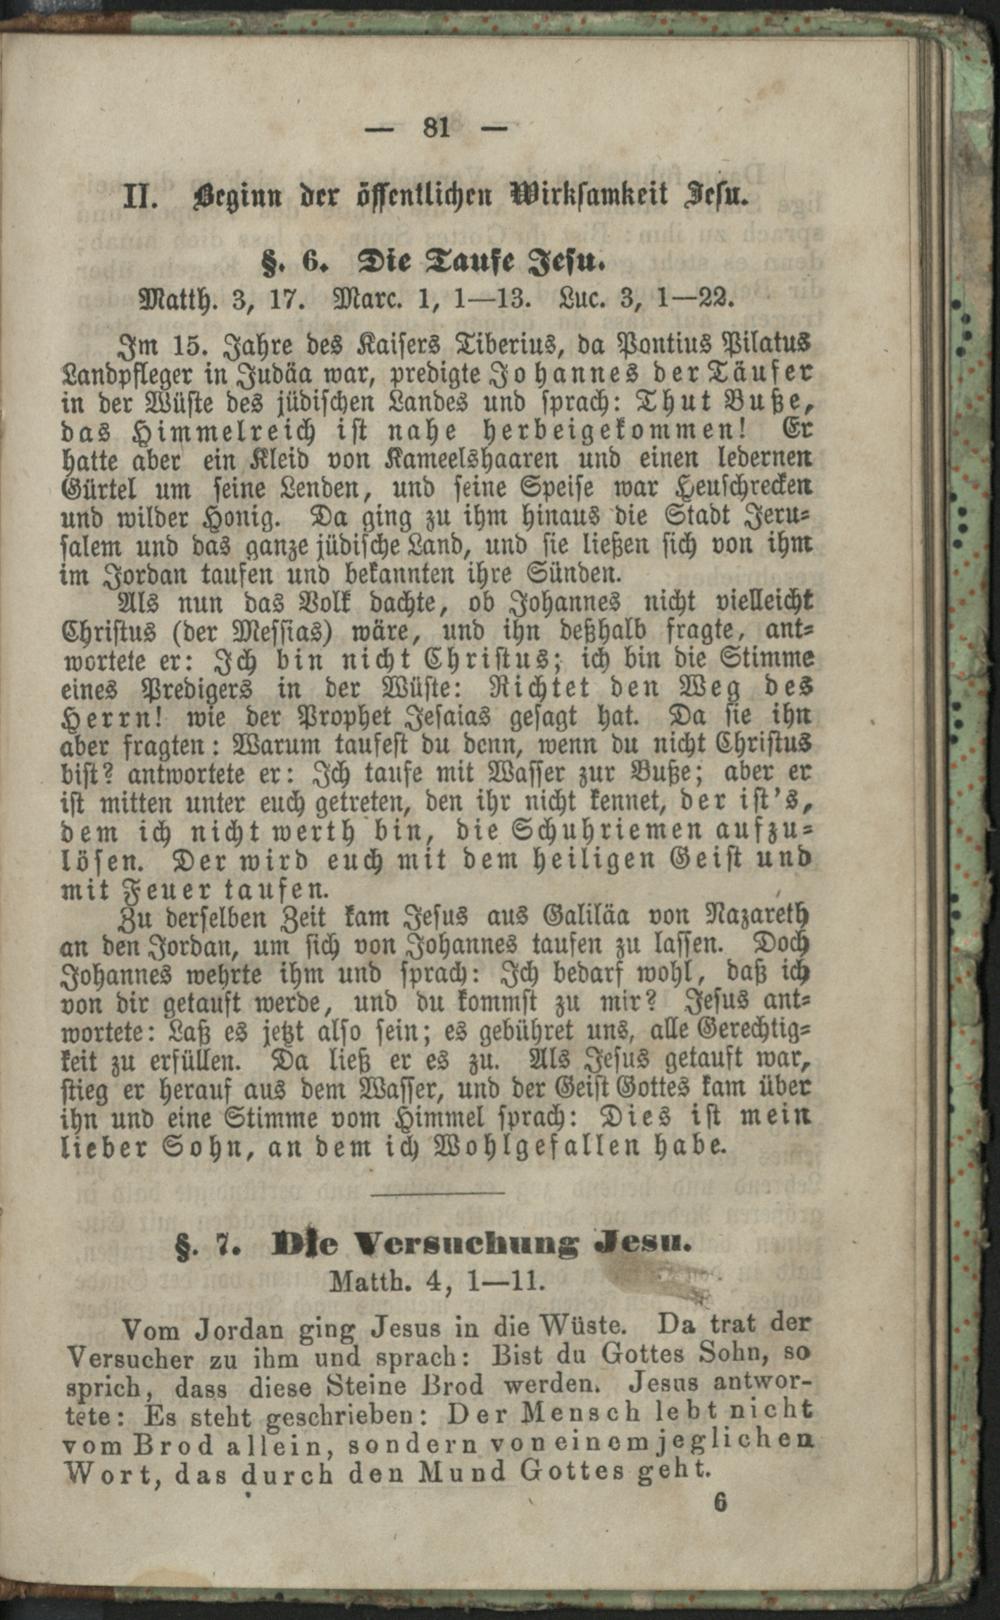 — 81 —
II. Beginn der öffentlichen Wirksamkeit Jesu.
§. 6. Die Taufe Jesu.
Matth. 3, 17. Marc. 1, 1—13. Luc. 3, 1—22.
Im 15. Jahre des Kaisers Tiberius, da Pontius Pilatus
Landpfleger in Judäa war, predigte Johannes der Täufer
in der Wüste des jüdischen Landes und sprach: Thut Buße,
das Himmelreich ist nahe herbeigekommen! Er
hatte aber ein Kleid von Kameelshaaren und einen ledernen
Gürtel um seine Lenden, und seine Speise war Heuschrecken
und wilder Honig. Da ging zu ihm hinaus die Stadt Jeru-
salem und das ganze jüdische Land, und sie ließen sich von ihm
im Jordan taufen und bekannten ihre Sünden.
Als nun das Volk dachte, ob Johannes nicht vielleicht
Christus (der Messias) wäre, und ihn deßhalb fragte, ant-
wortete er: Ich bin nicht Christus; ich bin die Stimme
eines Predigers in der Wüste: Richtet den Weg des
Herrn! wie der Prophet Jesaias gesagt hat. Da sie ihn
aber fragten: Warum taufest du denn, wenn du nicht Christus
bist? antwortete er: Ich taufe mit Wasser zur Buße; aber er
ist mitten unter euch getreten, den ihr nicht kennet, der ist's,
dem ich nicht werth bin, die Schuhriemen aufzu-
lösen. Der wird euch mit dem heiligen Geist und
mit Feuer taufen.
Zu derselben Zeit kam Jesus aus Galiläa von Nazareth
an den Jordan, um sich von Johannes taufen zu lassen. Doch
Johannes wehrte ihm und sprach: Ich bedarf wohl, daß ich
von dir getauft werde, und du kommst zu mir? Jesus ant-
wortete: Laß es jetzt also sein; es gebühret uns, alle Gerechtig-
keit zu erfüllen. Da ließ er es zu. Als Jesus getauft war,
stieg er herauf aus dem Wasser, und der Geist Gottes kam über
ihn und eine Stimme vom Himmel sprach: Dies ist mein
lieber Sohn, an dem ich Wohlgefallen habe.
§. 7. Die Versuchung Jesu.
Matth. 4, 1—11.
Vom Jordan ging Jesus in die Wüste. Da trat der
Versucher zu ihm und sprach: Bist du Gottes Sohn, so
sprich, dass diese Steine Brod werden. Jesus antwor-
tete: Es steht geschrieben: Der Mensch lebt nicht
vom Brod allein, sondern von einem jeglichen
Wort, das durch den Mund Gottes geht.
6